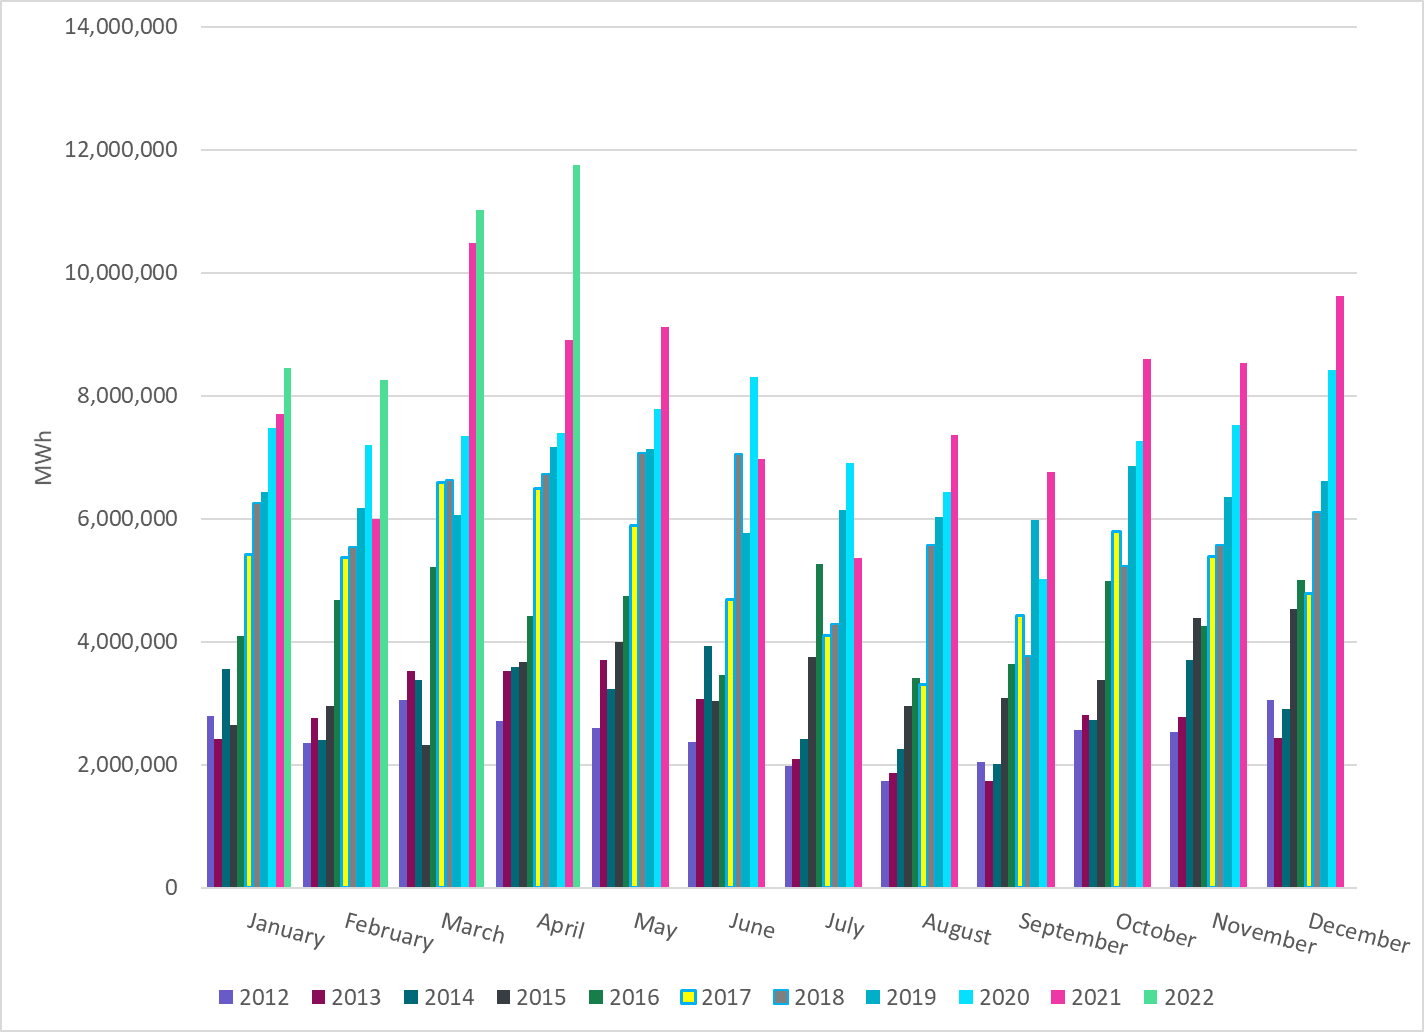 14,000,000
12,000,000
10,000,000
8,000,000
6,000,000
4,000,000
2,000,000
0
MWh
January February March April May June July August September October November December
2012 2013 2014 2015 2016 2017 2018 2019 2020 2021 2022